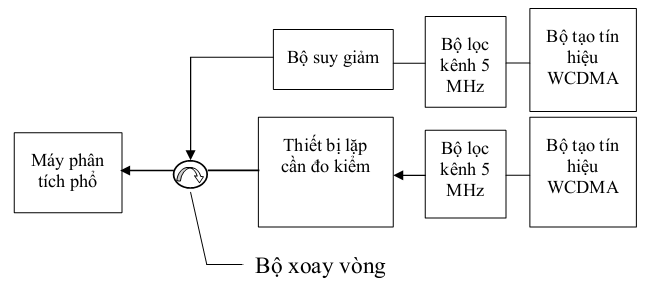 Bộ suy giảm
Bộ lọc
kênh 5
MHz
Bộ tạo tín
hiệu
WCDMA
Máy phân
tích phổ
Thiết bị lặp
cần đo kiểm
Bộ lọc
kênh 5
MHz
Bộ tạo tín
hiệu
WCDMA
Bộ xoay vòng